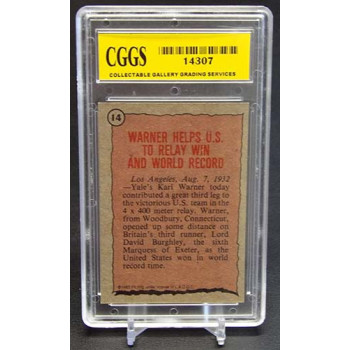 CGGS
14307
COLLECTABLE GALLERY GRADING SERVICES
14
WARNER HELPS U.S.
TO RELAY WIN
AND WORLD RECORD
Los Angeles, Aug. 7, 1932
—Yale's Karl Warner today
contributed a great third leg to
the victorious U.S. team in the
4 x 400 meter relay. Warner,
from Woodbury, Connecticut,
opened up some distance on
Britain's third runner, Lord
David Burghley, the sixth
Marquess of Exeter, as the
United States won in world
record time.